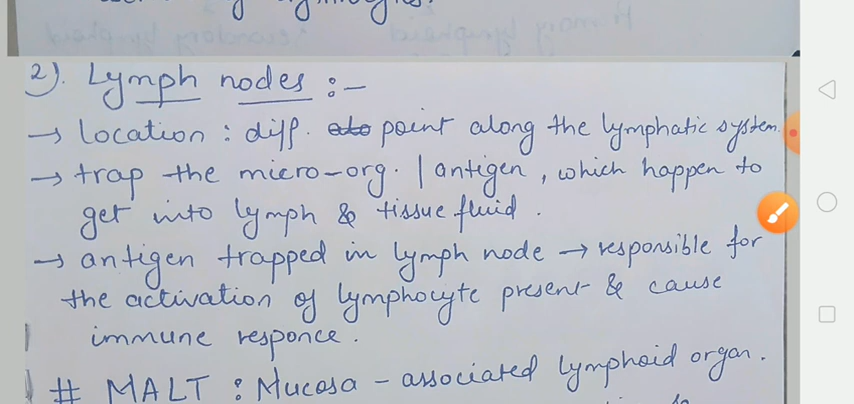 2). Lymph nodes :-
→ location : diff. point along the lymphatic system.
→ trap the micro-org. | antigen, which happen to
get into lymph & tissue fluid.
→ antigen trapped in lymph node → responsible for
the activation of lymphocyte present & cause
immune responce.
# MALT : Mucosa - associated lymphoid organ.